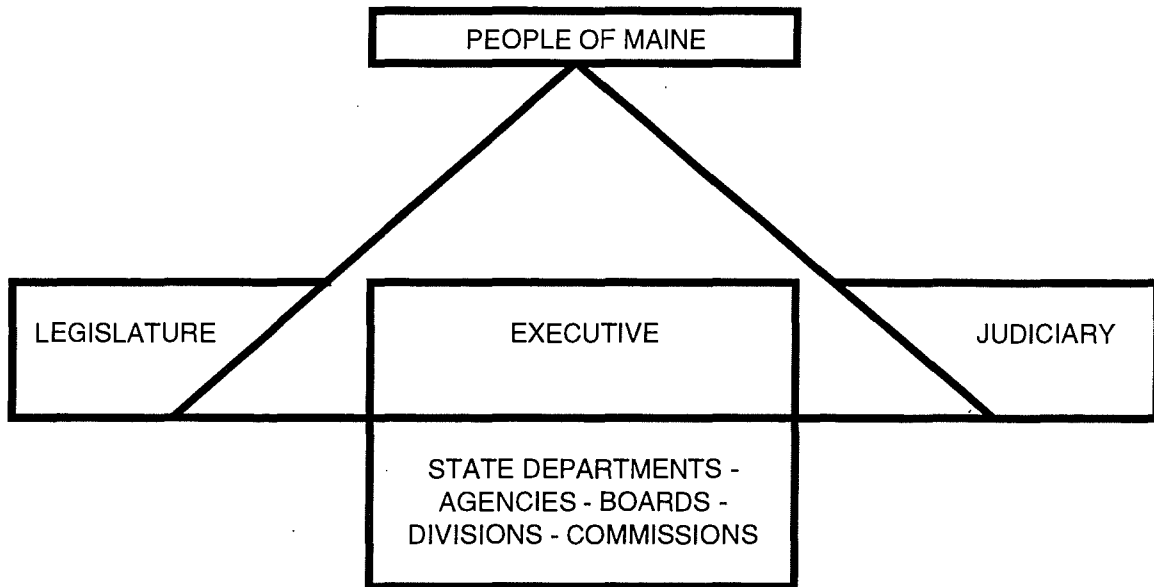 PEOPLE OF MAINE
LEGISLATURE
EXECUTIVE
JUDICIARY
STATE DEPARTMENTS -
AGENCIES - BOARDS -
DIVISIONS - COMMISSIONS